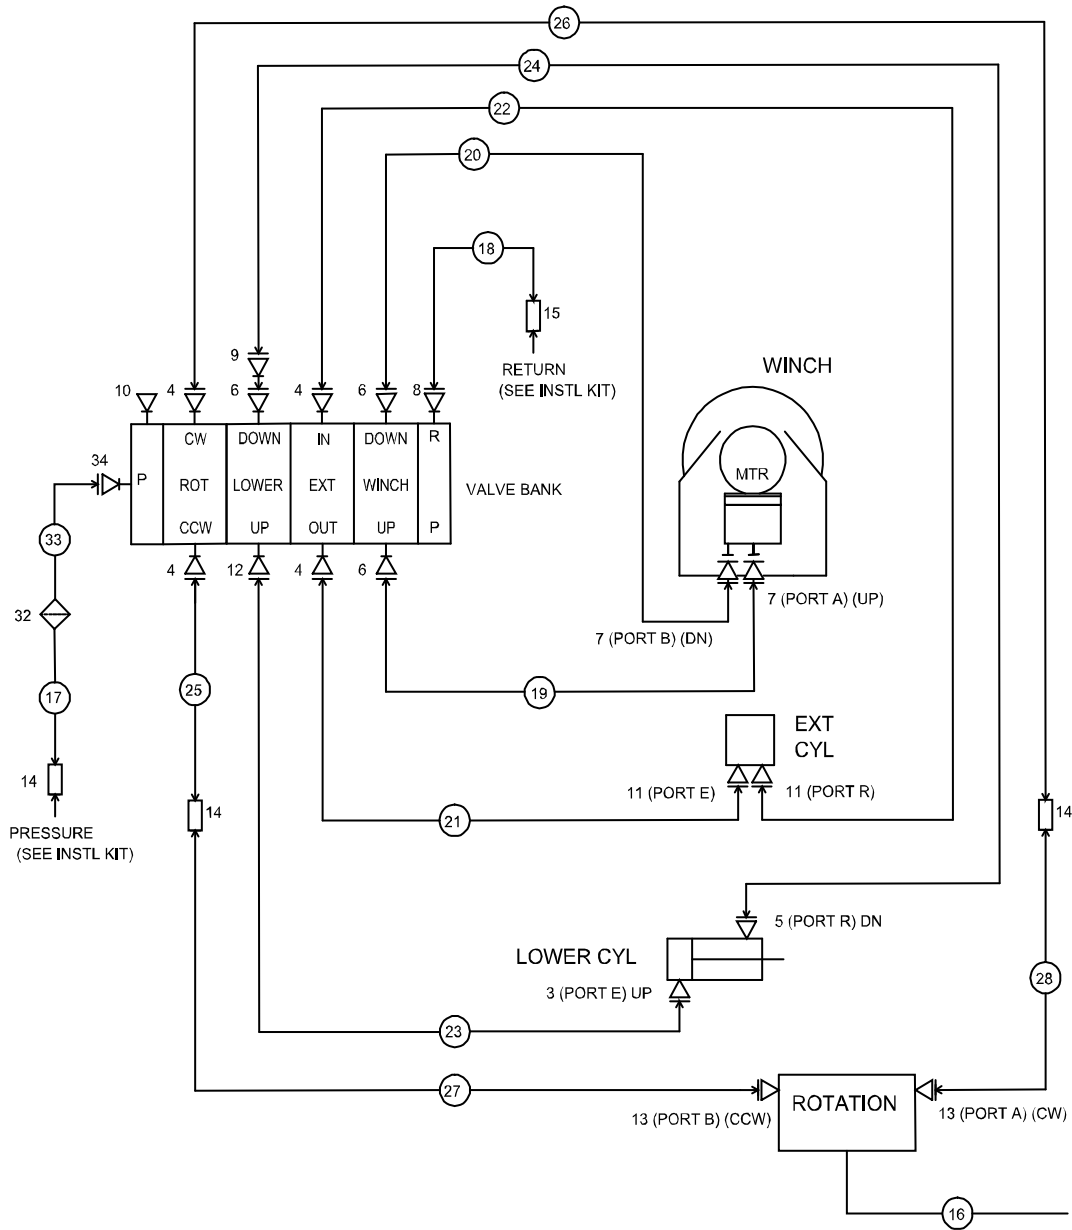 26
24
22
20
18
15
RETURN
(SEE INSTL KIT)
WINCH
9
10
4
6
4
6
8
CW
DOWN
IN
DOWN
R
MTR
34
P
ROT
LOWER
EXT
WINCH
VALVE BANK
CCW
UP
OUT
UP
P
33
4
12
4
6
7 (PORT A) (UP)
32
7 (PORT B) (DN)
17
25
19
EXT
CYL
14
14
11 (PORT E)
11 (PORT R)
14
21
PRESSURE
(SEE INSTL KIT)
5 (PORT R) DN
LOWER CYL
3 (PORT E) UP
28
23
27
ROTATION
13 (PORT B) (CCW)
13 (PORT A) (CW)
16